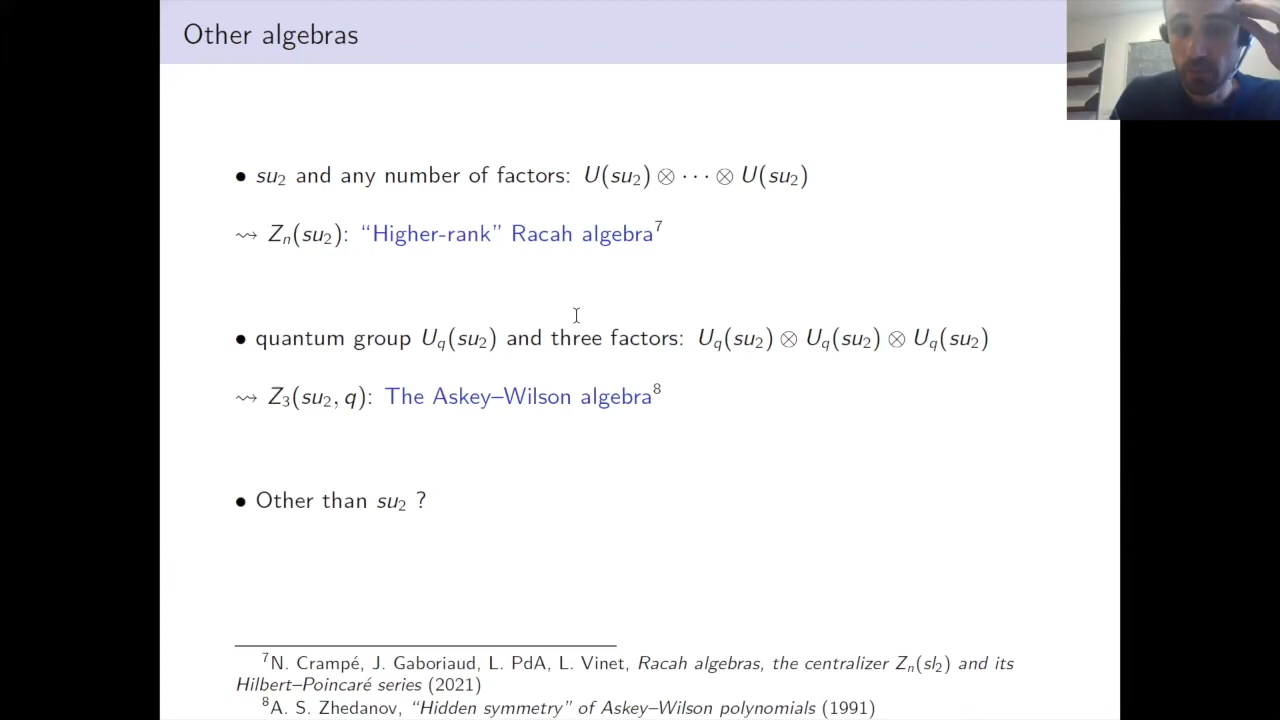 Other algebras
• su₂ and any number of factors: U(su₂) ⊗ ··· ⊗ U(su₂)
⇝ Zₙ(su₂): “Higher-rank” Racah algebra⁷
• quantum group U_q(su₂) and three factors: U_q(su₂) ⊗ U_q(su₂) ⊗ U_q(su₂)
⇝ Z₃(su₂, q): The Askey–Wilson algebra⁸
• Other than su₂ ?
⁷N. Crampé, J. Gaboriaud, L. PdA, L. Vinet, Racah algebras, the centralizer Zₙ(sl₂) and its
Hilbert–Poincaré series (2021)
⁸A. S. Zhedanov, “Hidden symmetry” of Askey–Wilson polynomials (1991)